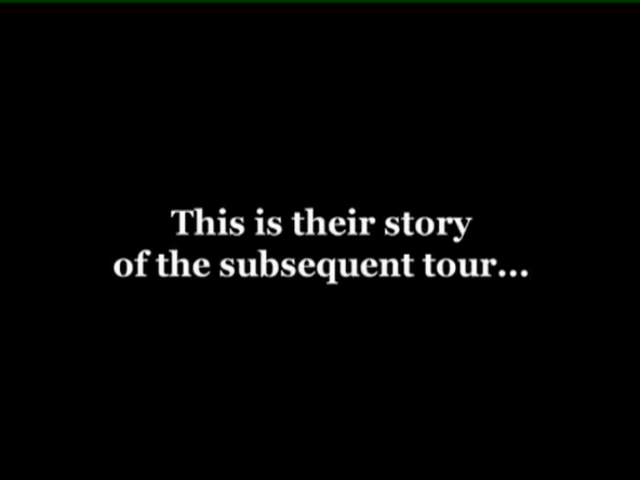 This is their story
of the subsequent tour...